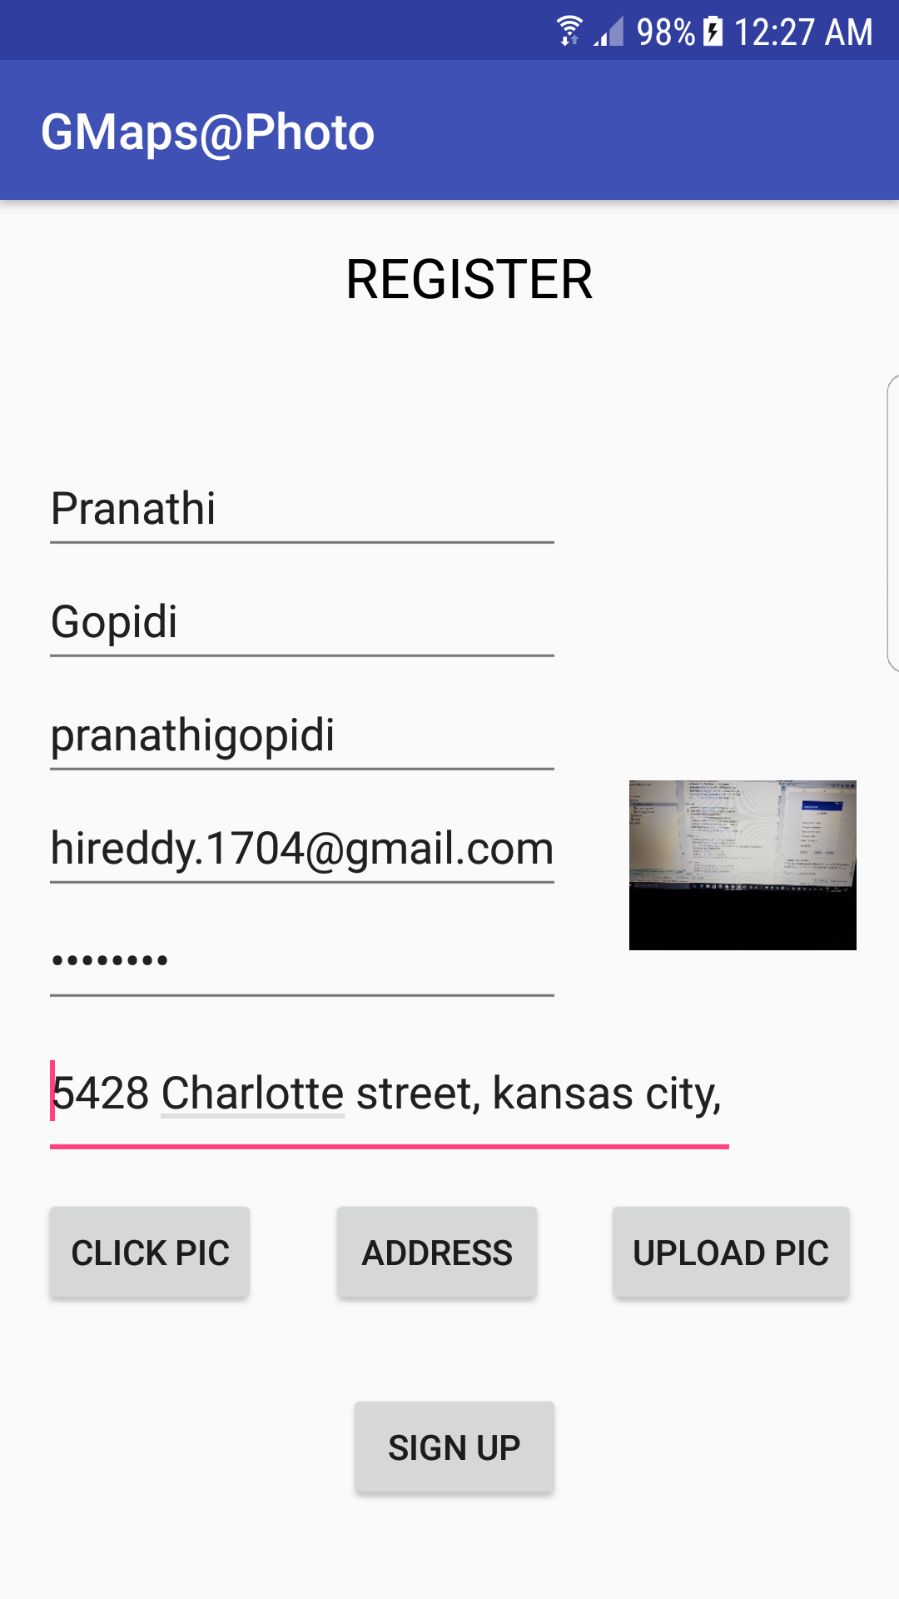 98% 12:27 AM
GMaps@Photo
REGISTER
Pranathi
Gopidi
pranathigopidi
hireddy.1704@gmail.com
••••••••
5428 Charlotte street, kansas city,
CLICK PIC ADDRESS UPLOAD PIC
SIGN UP